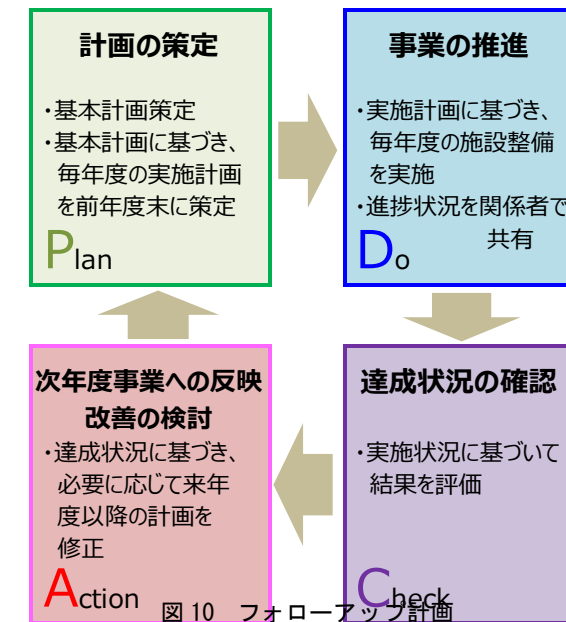 計画の策定
・基本計画策定
・基本計画に基づき、
毎年度の実施計画
を前年度末に策定
Plan
事業の推進
・実施計画に基づき、
毎年度の施設整備
を実施
・進捗状況を関係者で
共有
Do
達成状況の確認
・実施状況に基づいて
結果を評価
Check
次年度事業への反映
改善の検討
・達成状況に基づき、
必要に応じて来年
度以降の計画を
修正
Action
図 10 フォローアップ計画